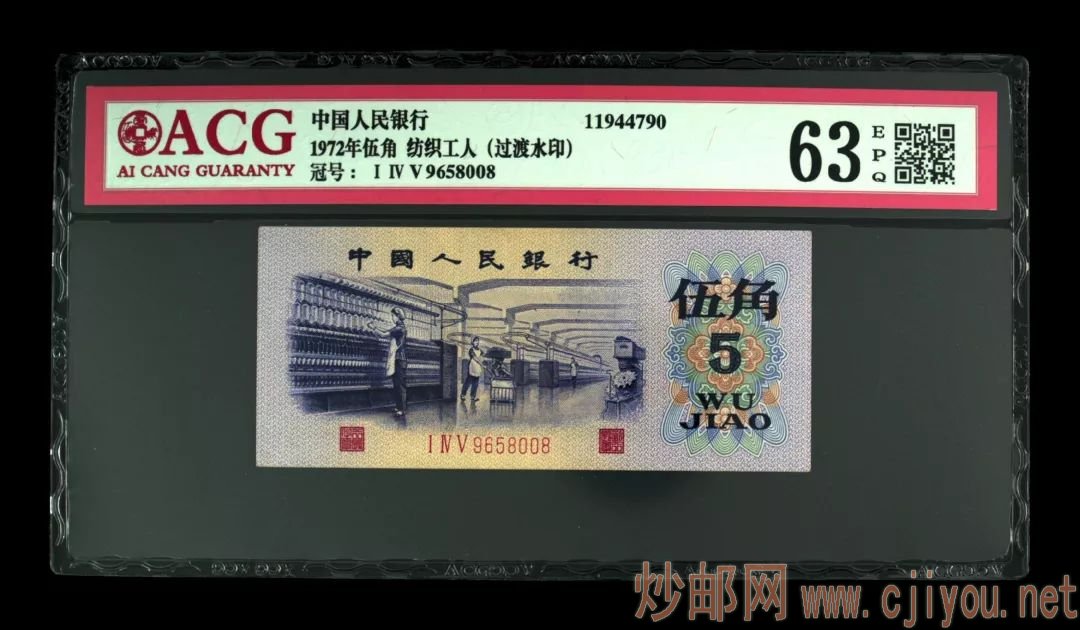 ACG
AI CANG GUARANTY
中国人民银行 11944790
1972年伍角 纺织工人（过渡水印）
冠号：ⅠⅣⅤ9658008
63
EPQ
中國人民銀行
伍角
5
WU
JIAO
ⅠⅣⅤ9658008
炒邮网 www.cjiyou.net